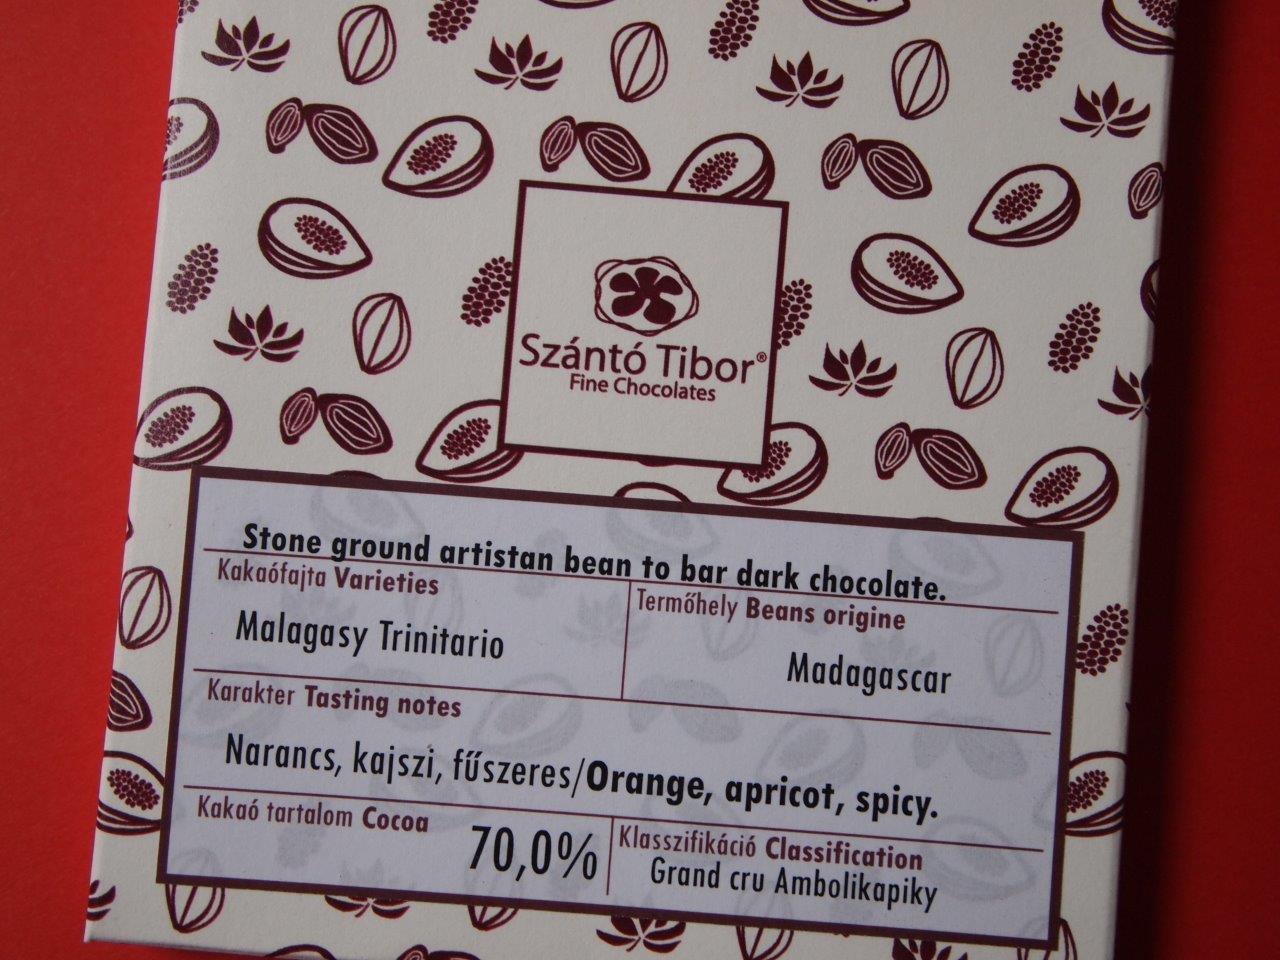 Szántó Tibor®
Fine Chocolates
Stone ground artistan bean to bar dark chocolate.
Kakaófajta Varieties
Malagasy Trinitario
Termőhely Beans origine
Madagascar
Karakter Tasting notes
Narancs, kajszi, fűszeres/Orange, apricot, spicy.
Kakaó tartalom Cocoa
70,0%
Klasszifikáció Classification
Grand cru Ambolikapiky